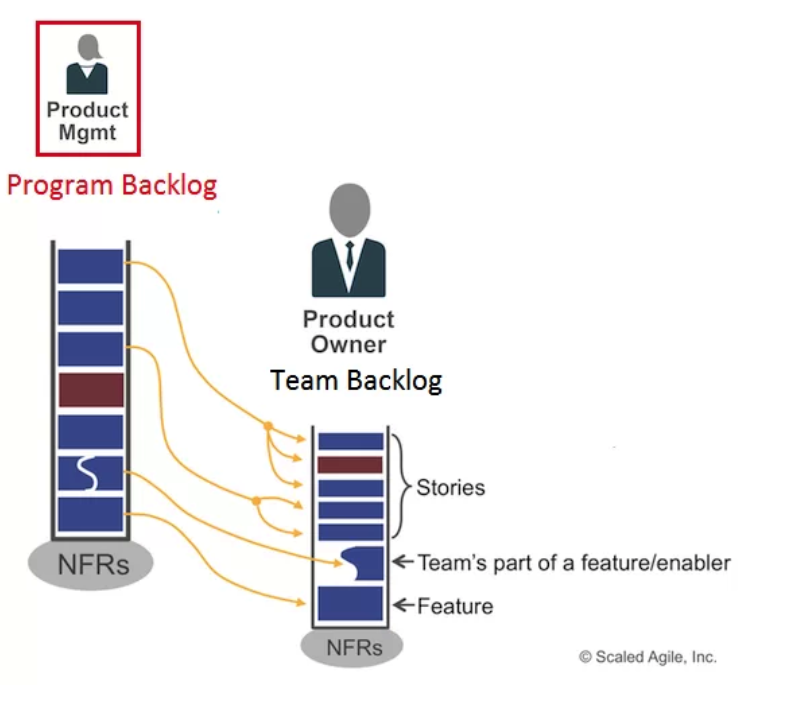 Product
Mgmt
Program Backlog
Product
Owner
Team Backlog
Stories
NFRs
Team's part of a feature/enabler
Feature
NFRs
© Scaled Agile, Inc.